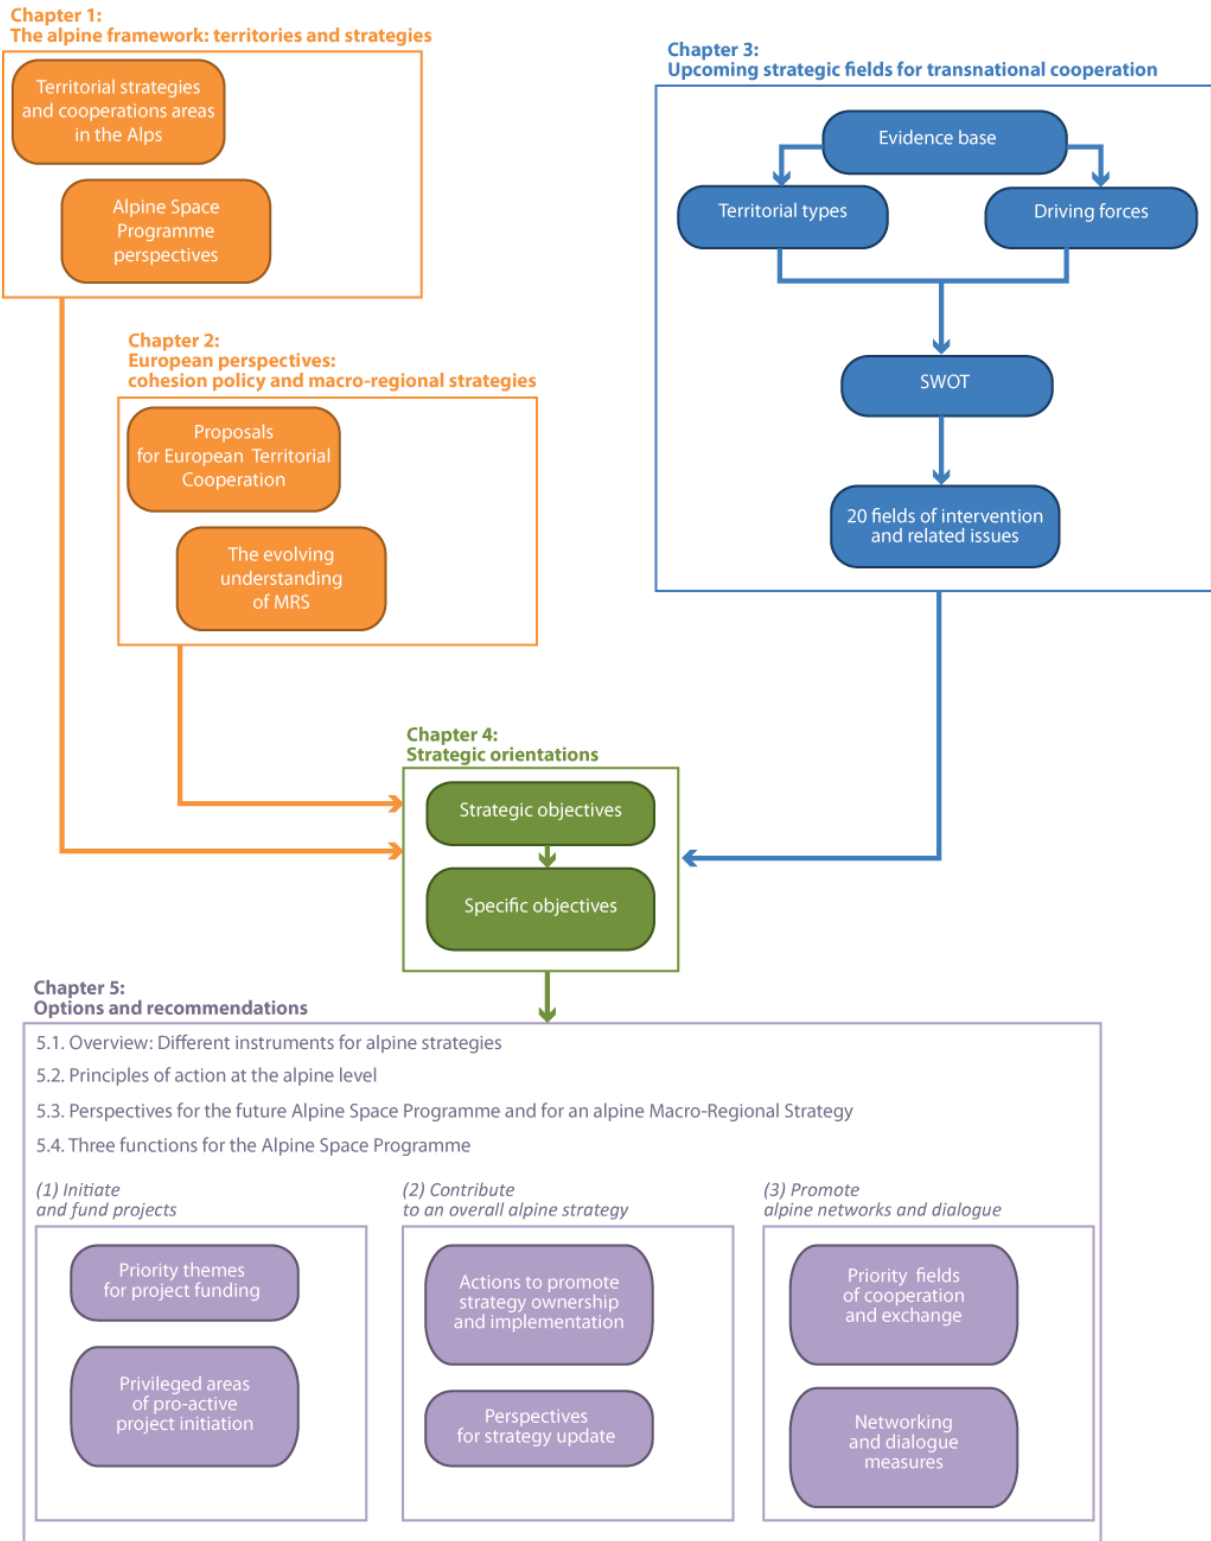 Chapter 1:
The alpine framework: territories and strategies
Territorial strategies
and cooperations areas
in the Alps
Alpine Space
Programme
perspectives
Chapter 2:
European perspectives:
cohesion policy and macro-regional strategies
Proposals
for European Territorial
Cooperation
The evolving
understanding
of MRS
Chapter 3:
Upcoming strategic fields for transnational cooperation
Evidence base
Territorial types
Driving forces
SWOT
20 fields of intervention
and related issues
Chapter 4:
Strategic orientations
Strategic objectives
Specific objectives
Chapter 5:
Options and recommendations
5.1. Overview: Different instruments for alpine strategies
5.2. Principles of action at the alpine level
5.3. Perspectives for the future Alpine Space Programme and for an alpine Macro-Regional Strategy
5.4. Three functions for the Alpine Space Programme
(1) Initiate
and fund projects
Priority themes
for project funding
Privileged areas
of pro-active
project initiation
(2) Contribute
to an overall alpine strategy
Actions to promote
strategy ownership
and implementation
Perspectives
for strategy update
(3) Promote
alpine networks and dialogue
Priority fields
of cooperation
and exchange
Networking
and dialogue
measures